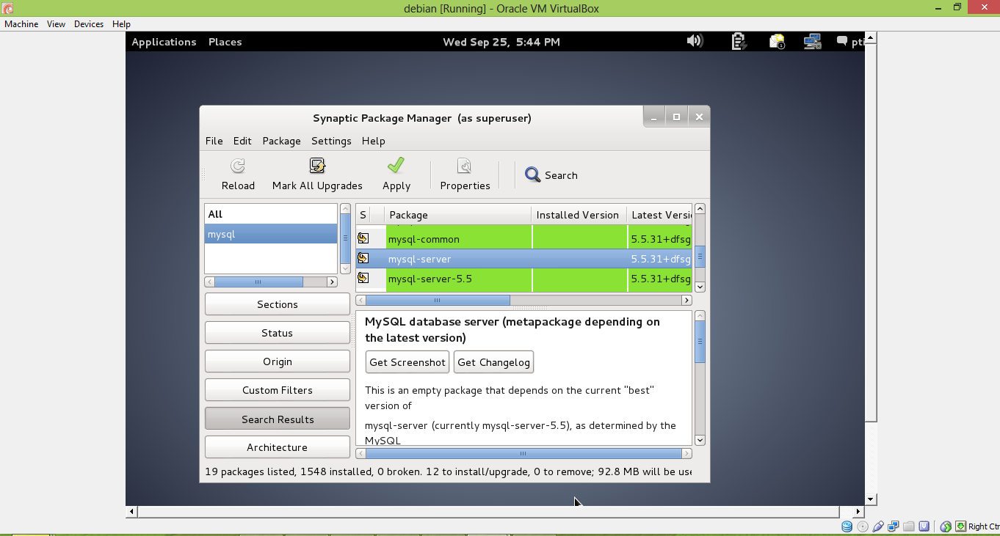 debian [Running] - Oracle VM VirtualBox
Machine View Devices Help
Applications Places Wed Sep 25, 5:44 PM
Synaptic Package Manager (as superuser)
File Edit Package Settings Help
Reload Mark All Upgrades Apply Properties Search
All
mysql
S Package Installed Version Latest Versi
mysql-common 5.5.31+dfsg
mysql-server 5.5.31+dfsg
mysql-server-5.5 5.5.31+dfsg
Sections
Status
Origin
Custom Filters
Search Results
Architecture
MySQL database server (metapackage depending on
the latest version)
Get Screenshot Get Changelog
This is an empty package that depends on the current "best"
version of
mysql-server (currently mysql-server-5.5), as determined by the
MySQL
19 packages listed, 1548 installed, 0 broken. 12 to install/upgrade, 0 to remove; 92.8 MB will be use
Right Ctr